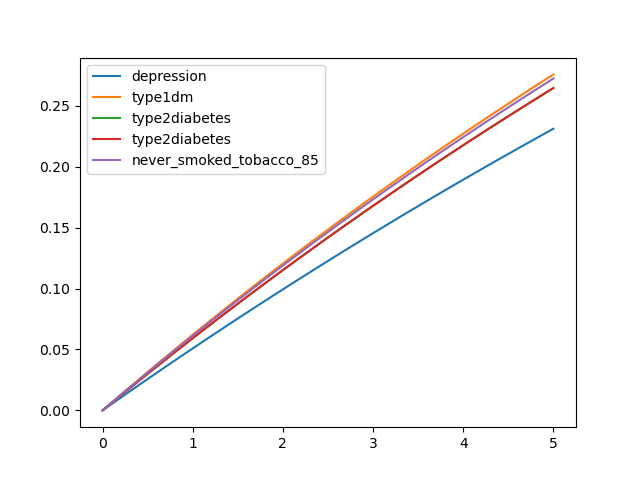 depression
type1dm
type2diabetes
type2diabetes
never_smoked_tobacco_85
0.25
0.20
0.15
0.10
0.05
0.00
0 1 2 3 4 5